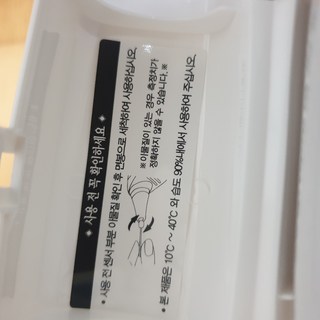 ◆ 사용 전 꼭 확인하세요 ◆
• 사용 전 센서 부분 이물질 확인 후 면봉으로 세척하여 사용하십시오.
※ 이물질이 있는 경우 측정치가
정확하지 않을 수 있습니다. ※
• 본 제품은 10℃ ~ 40℃ 와 습도 90%내에서 사용하여 주십시오.